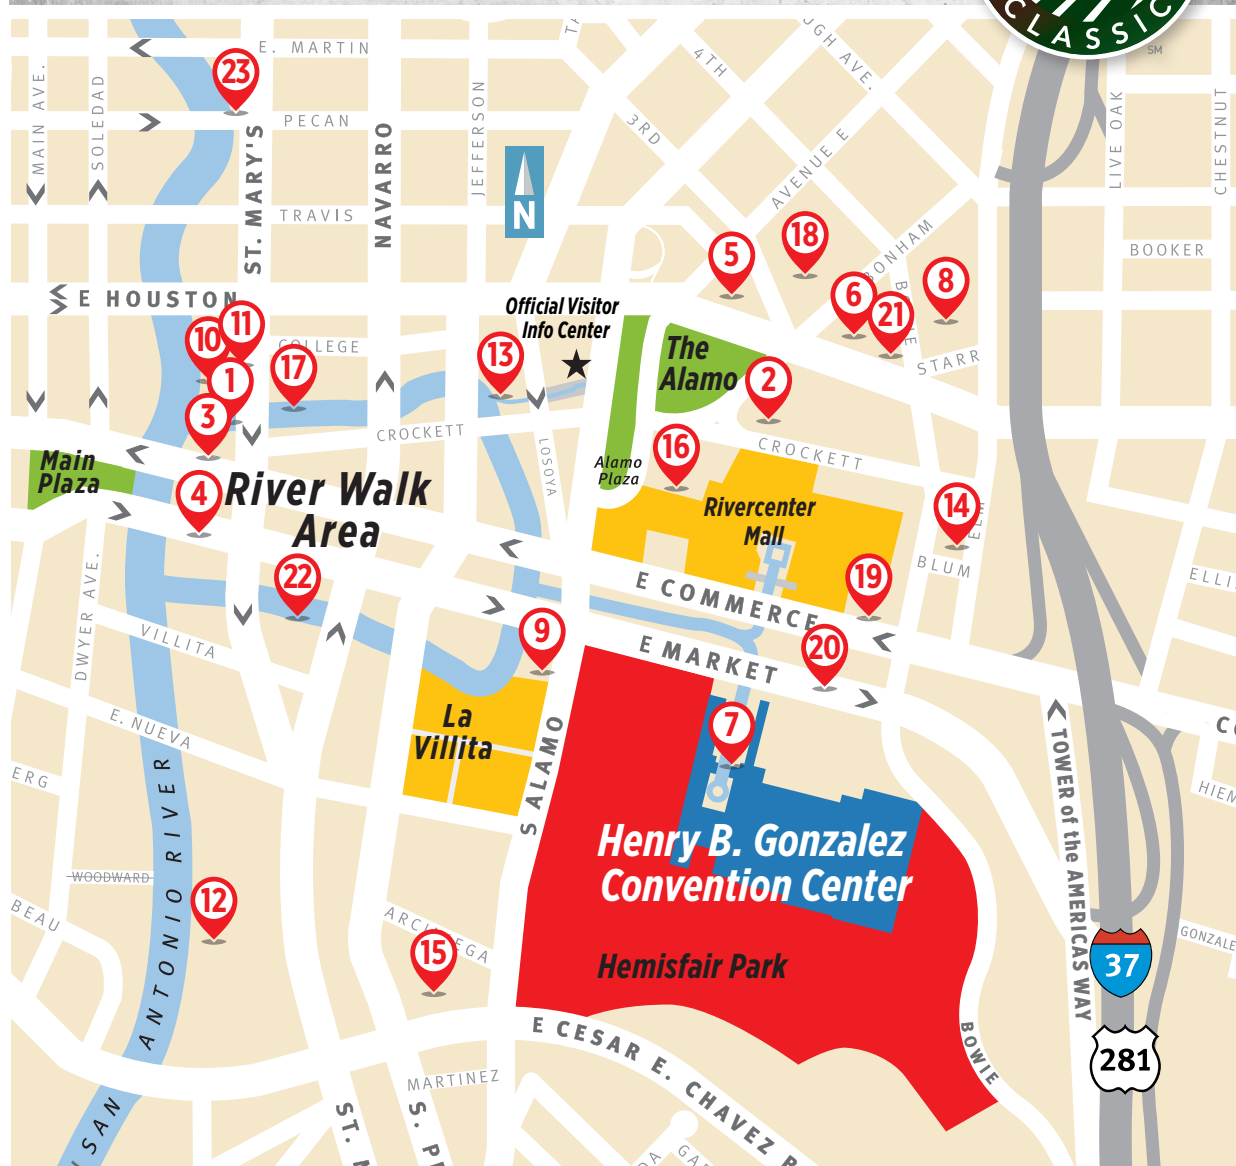 CLASSIC
SM
E. MARTIN
23
PECAN
MAIN AVE.
SOLEDAD
ST. MARY'S
NAVARRO
JEFFERSON
4TH
3RD
AVENUE E
LIVE OAK
CHESTNUT
N
TRAVIS
BONHAM
BOOKER
5
18
6
21
8
E HOUSTON
Official Visitor
Info Center
10
11
COLLEGE
1
17
13
3
The
Alamo
2
STARR
CROCKETT
LOSOYA
Alamo
Plaza
16
CROCKETT
Main
Plaza
4
River Walk
Area
Rivercenter
Mall
14
ELM
BLUM
22
19
E COMMERCE
DWYER AVE.
VILLITA
9
E MARKET
20
E. NUEVA
La
Villita
S ALAMO
7
TOWER of the AMERICAS WAY
SAN ANTONIO RIVER
Henry B. Gonzalez
Convention Center
WOODWARD
12
15
Hemisfair Park
37
281
E CESAR E. CHAVEZ
BOWIE
MARTINEZ